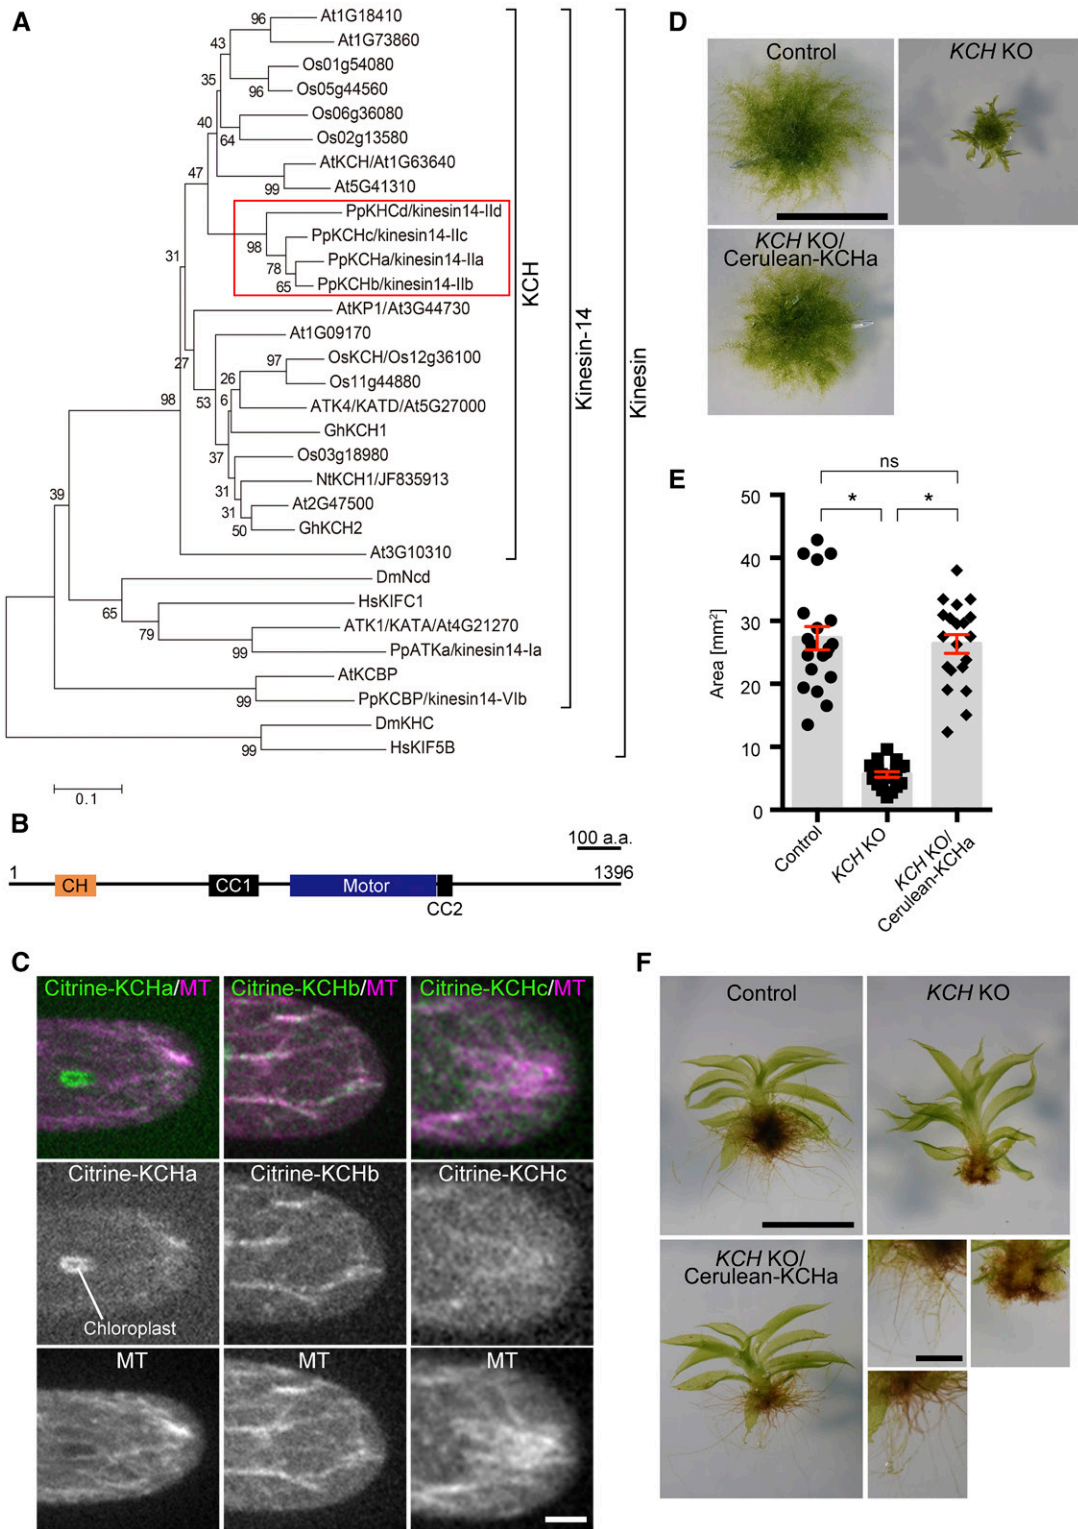 A
96
At1G18410
43
At1G73860
35
Os01g54080
96
Os05g44560
40
Os06g36080
64
Os02g13580
47
AtKCH/At1G63640
99
At5G41310
PpKHCd/kinesin14-IId
98
PpKCHc/kinesin14-IIc
31
78
PpKCHa/kinesin14-IIa
65
PpKCHb/kinesin14-IIb
KCH
Kinesin-14
Kinesin
AtKP1/At3G44730
27
At1G09170
97
OsKCH/Os12g36100
26
Os11g44880
98
53
6
ATK4/KATD/At5G27000
GhKCH1
37
Os03g18980
31
NtKCH1/JF835913
39
31
At2G47500
50
GhKCH2
At3G10310
DmNcd
65
HsKIFC1
79
ATK1/KATA/At4G21270
99
PpATKa/kinesin14-Ia
AtKCBP
99
PpKCBP/kinesin14-VIb
DmKHC
99
HsKIF5B
0.1
B
100 a.a.
1
1396
CH
CC1
Motor
CC2
C
Citrine-KCHa/MT
Citrine-KCHb/MT
Citrine-KCHc/MT
Citrine-KCHa
Citrine-KCHb
Citrine-KCHc
Chloroplast
MT
MT
MT
D
Control
KCH KO
KCH KO/
Cerulean-KCHa
E
ns
*
*
50
40
30
20
10
0
Area [mm²]
Control
KCH KO
KCH KO/
Cerulean-KCHa
F
Control
KCH KO
KCH KO/
Cerulean-KCHa